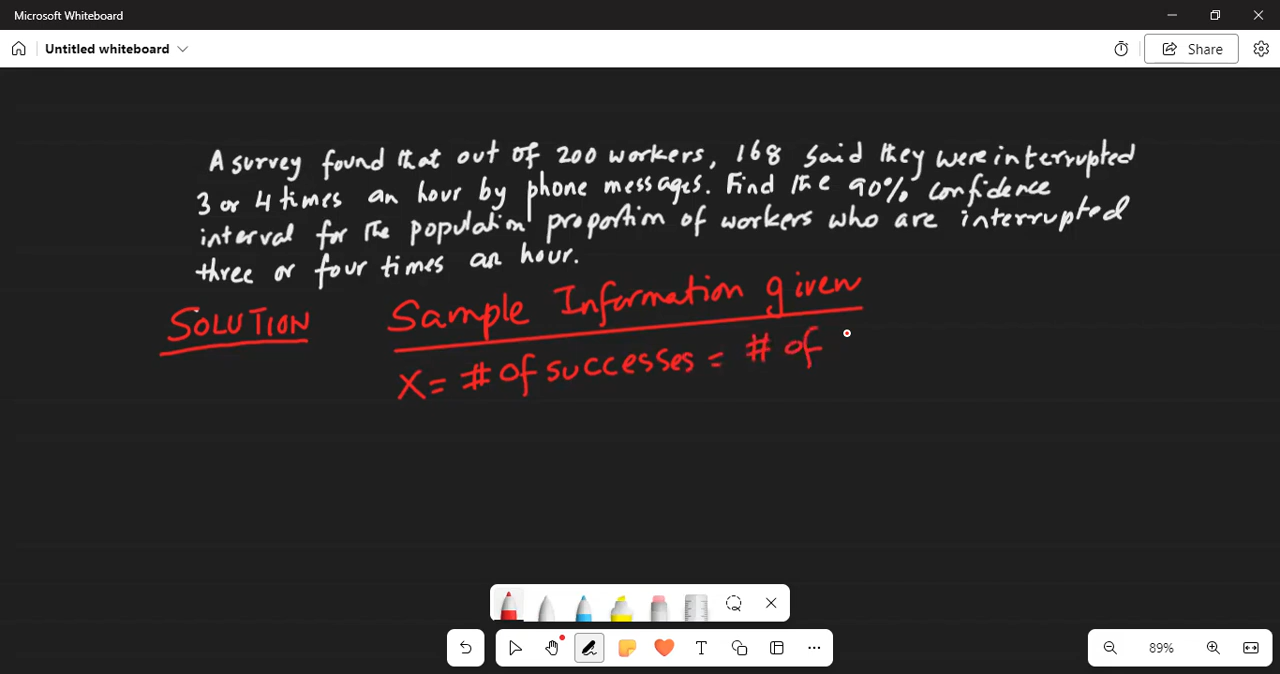 Microsoft Whiteboard
Untitled whiteboard
Share
A survey found that out of 200 workers, 168 said they were interrupted
3 or 4 times an hour by phone messages. Find the 90% confidence
interval for the population proportion of workers who are interrupted
three or four times an hour.
SOLUTION
Sample Information given
X = # of successes = # of
89%